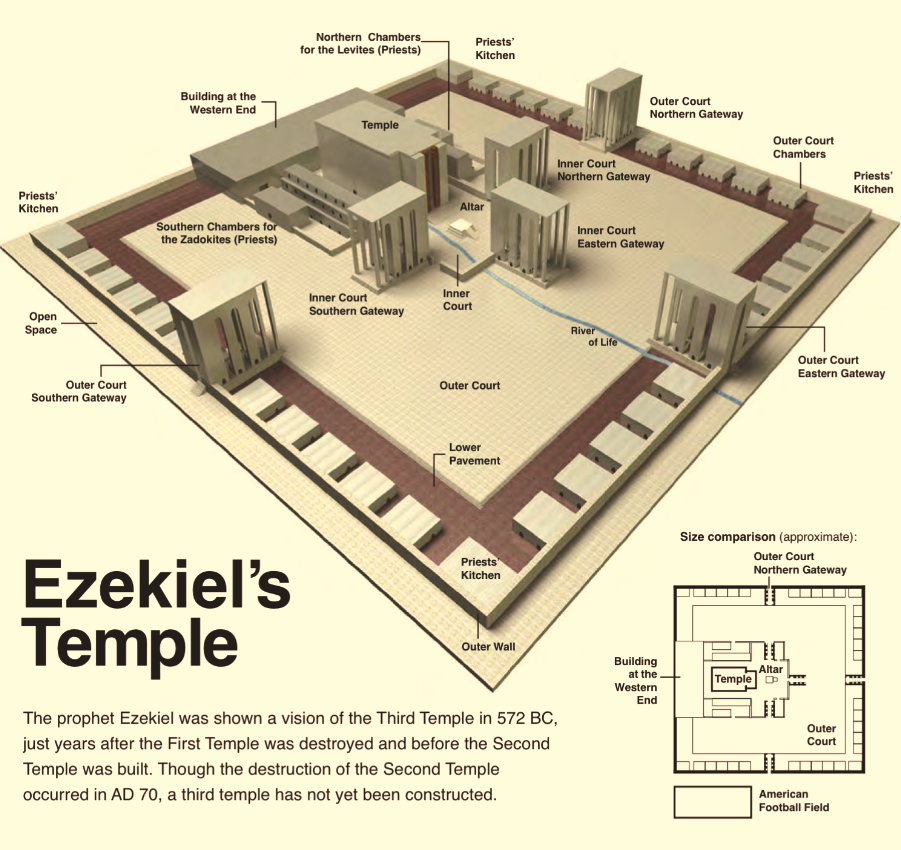 Northern Chambers
for the Levites (Priests)
Priests'
Kitchen
Building at the
Western End
Outer Court
Northern Gateway
Temple
Outer Court
Chambers
Inner Court
Northern Gateway
Priests'
Kitchen
Priests'
Kitchen
Altar
Southern Chambers for
the Zadokites (Priests)
Inner Court
Eastern Gateway
Inner Court
Southern Gateway
Inner
Court
Open
Space
River
of Life
Outer Court
Eastern Gateway
Outer Court
Southern Gateway
Outer Court
Lower
Pavement
Priests'
Kitchen
Outer Wall
Ezekiel’s
Temple
The prophet Ezekiel was shown a vision of the Third Temple in 572 BC,
just years after the First Temple was destroyed and before the Second
Temple was built. Though the destruction of the Second Temple
occurred in AD 70, a third temple has not yet been constructed.
Size comparison (approximate):
Outer Court
Northern Gateway
Building
at the
Western
End
Altar
Temple
Outer
Court
American
Football Field